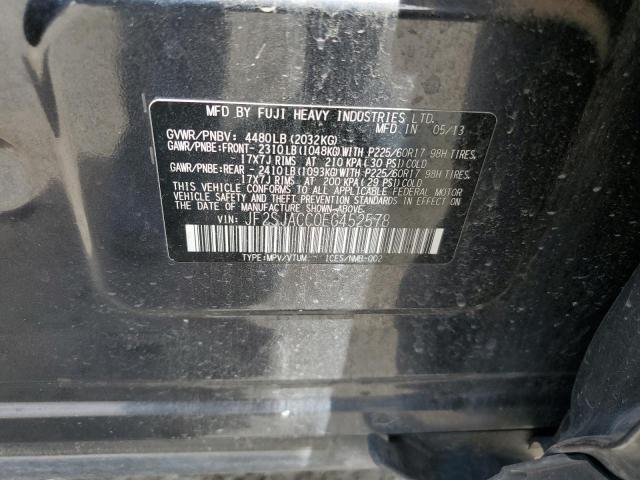 MFD BY FUJI HEAVY INDUSTRIES LTD.
MFD IN 05/13
GVWR/PNBV: 4480LB(2032KG)
GAWR/PNBE:FRONT- 2310LB(1048KG)WITH P225/60R17 98H TIRES,
17X7J RIMS AT 210 KPA(30 PSI)COLD.
GAWR/PNBE:REAR - 2410LB(1093KG)WITH P225/60R17 98H TIRES,
17X7J RIMS AT 200 KPA(29 PSI)COLD.
THIS VEHICLE CONFORMS TO ALL APPLICABLE FEDERAL MOTOR
VEHICLE SAFETY AND THEFT PREVENTION STANDARDS IN EFFECT ON
THE DATE OF MANUFACTURE SHOWN ABOVE.
VIN: JF2SJACC0EG452578
TYPE:MPV/VTUM ICES/NMB-002